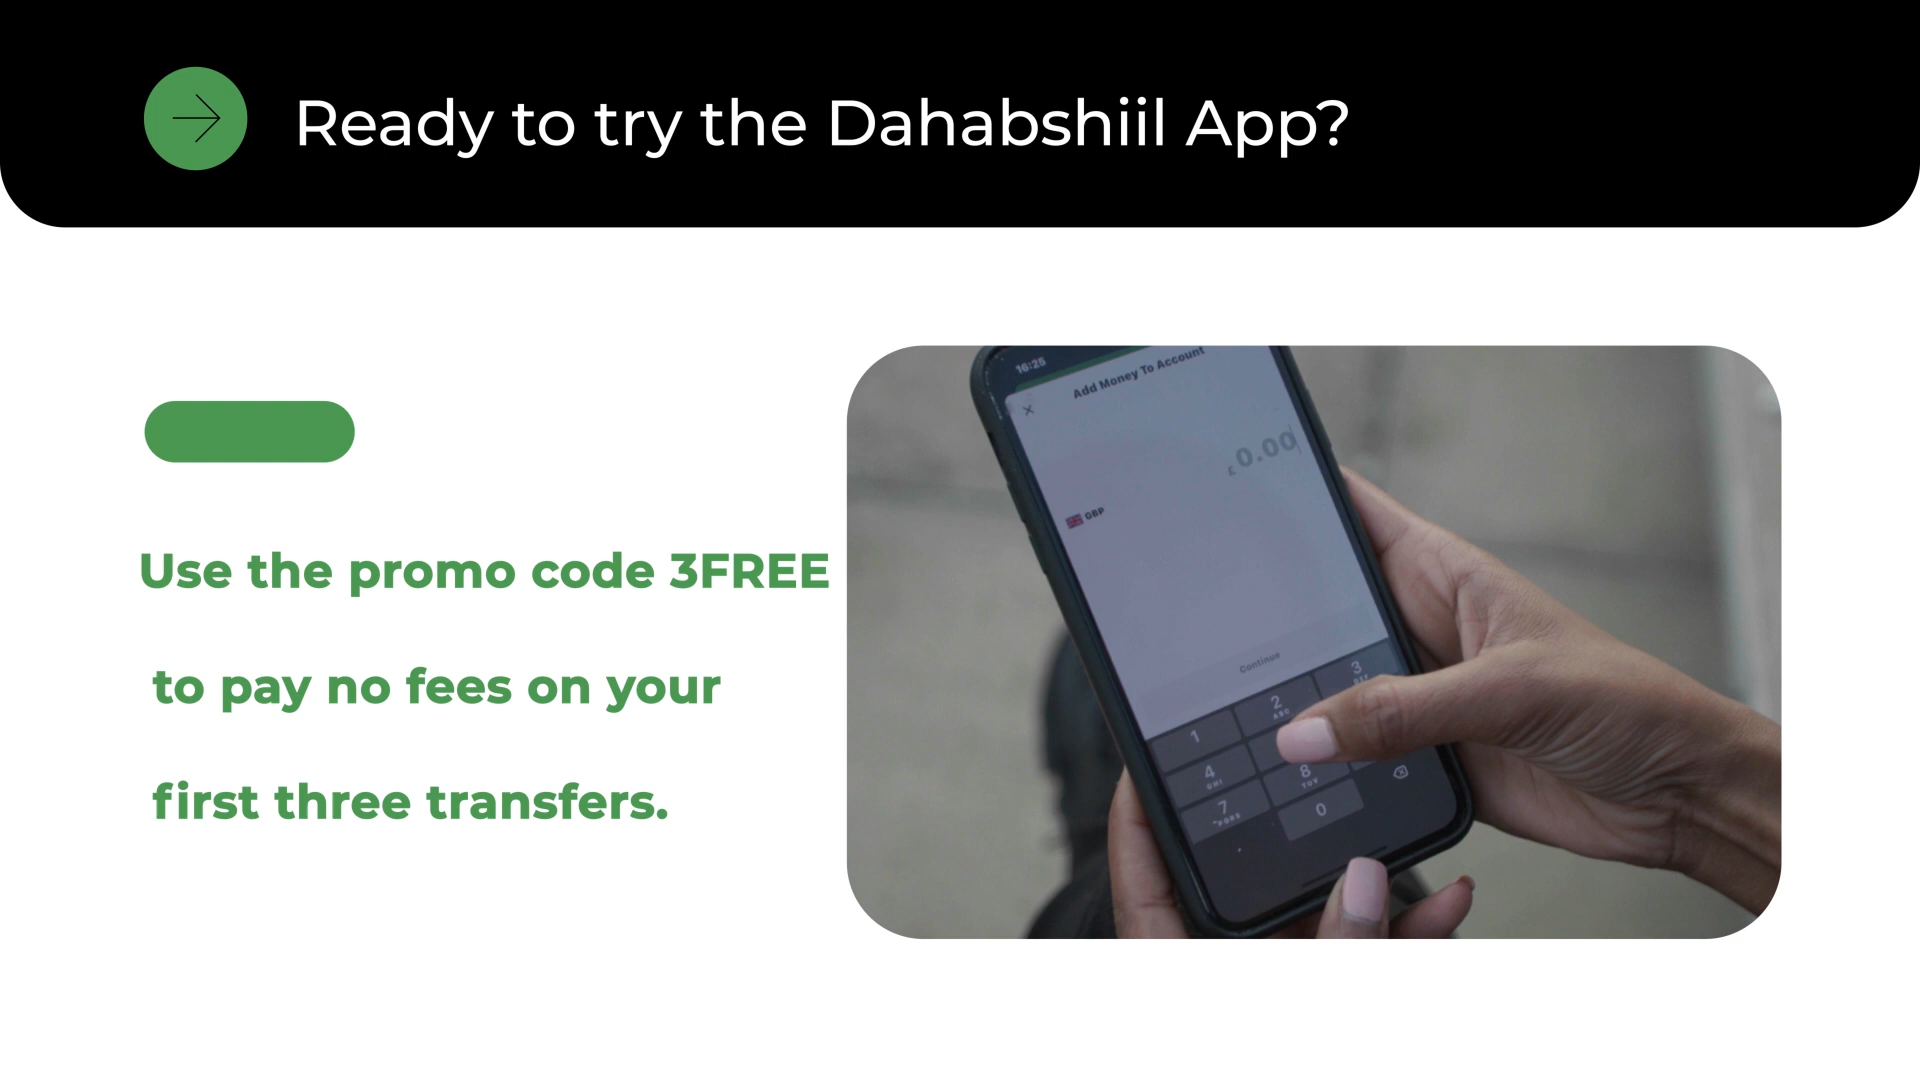 Ready to try the Dahabshiil App?
Use the promo code 3FREE
to pay no fees on your
first three transfers.
16:25
Add Money To Account
£0.00
GBP
Continue
1
2
ABC
3
DEF
4
GHI
8
TUV
7
PQRS
0